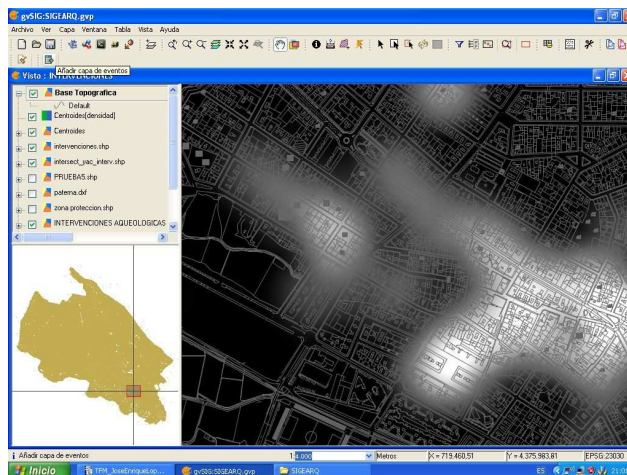 gvSIG:SIGEARQ.gvp
Archivo Ver Capa Ventana Tabla Vista Ayuda
Añadir capa de eventos
Vista : INTERVENCIONES
Base Topografica
Default
Centroides(densidad)
Centroides
intervenciones.shp
intersect_yac_interv.shp
PRUEBA5.shp
paterna.dxf
zona proteccion.shp
INTERVENCIONES AQUEOLOGICAS
Añadir capa de eventos
1: 4.000
Metros
X = 719.460,51
Y = 4.375.983,81
EPSG:23030
Inicio
TFM_JoseEnriqueLop...
gvSIG:SIGEARQ.gvp
SIGEARQ
ES